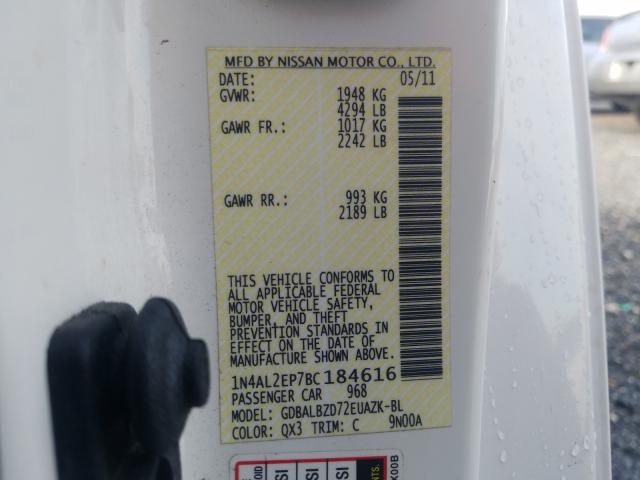 MFD BY NISSAN MOTOR CO., LTD.
DATE: 05/11
GVWR: 1948 KG
4294 LB
GAWR FR.: 1017 KG
2242 LB
GAWR RR.: 993 KG
2189 LB
THIS VEHICLE CONFORMS TO
ALL APPLICABLE FEDERAL
MOTOR VEHICLE SAFETY,
BUMPER, AND THEFT
PREVENTION STANDARDS IN
EFFECT ON THE DATE OF
MANUFACTURE SHOWN ABOVE.
1N4AL2EP7BC184616
PASSENGER CAR 968
MODEL: GDBALBZD72EUAZK-BL
COLOR: QX3 TRIM: C 9N00A